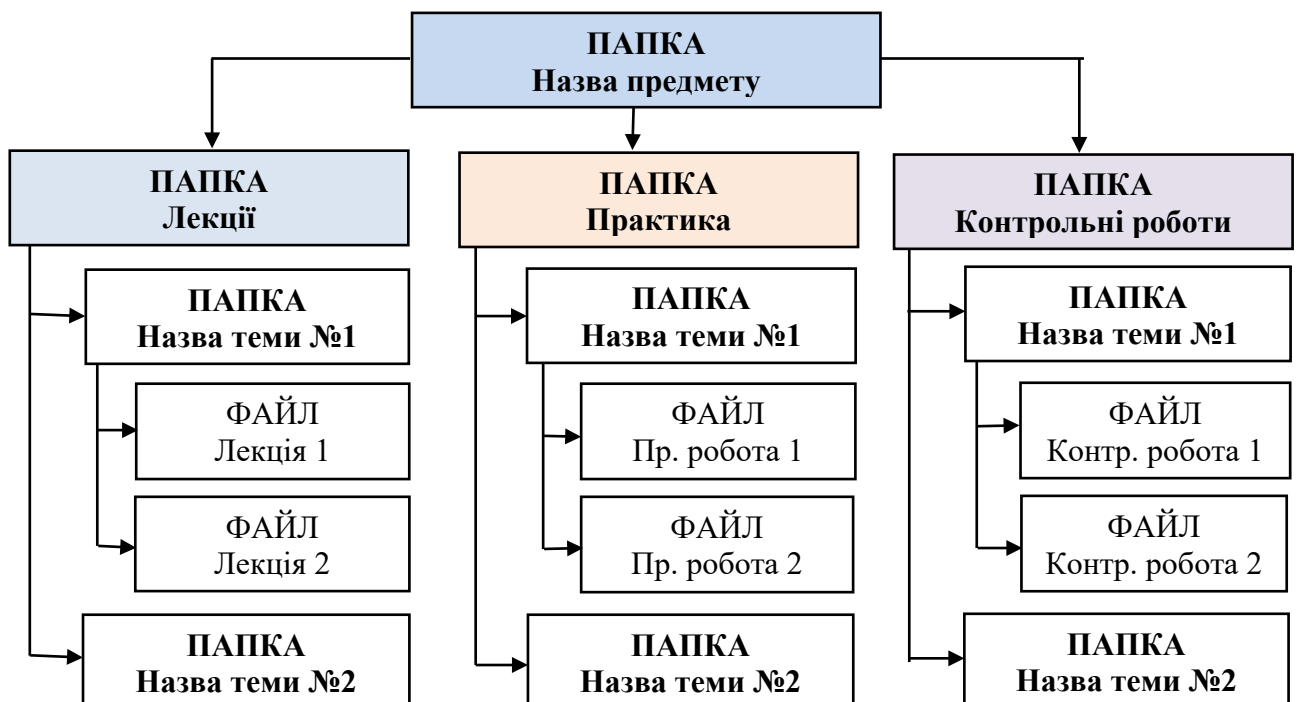 ПАПКА
Назва предмету
ПАПКА
Лекції
ПАПКА
Назва теми №1
ФАЙЛ
Лекція 1
ФАЙЛ
Лекція 2
ПАПКА
Назва теми №2
ПАПКА
Практика
ПАПКА
Назва теми №1
ФАЙЛ
Пр. робота 1
ФАЙЛ
Пр. робота 2
ПАПКА
Назва теми №2
ПАПКА
Контрольні роботи
ПАПКА
Назва теми №1
ФАЙЛ
Контр. робота 1
ФАЙЛ
Контр. робота 2
ПАПКА
Назва теми №2